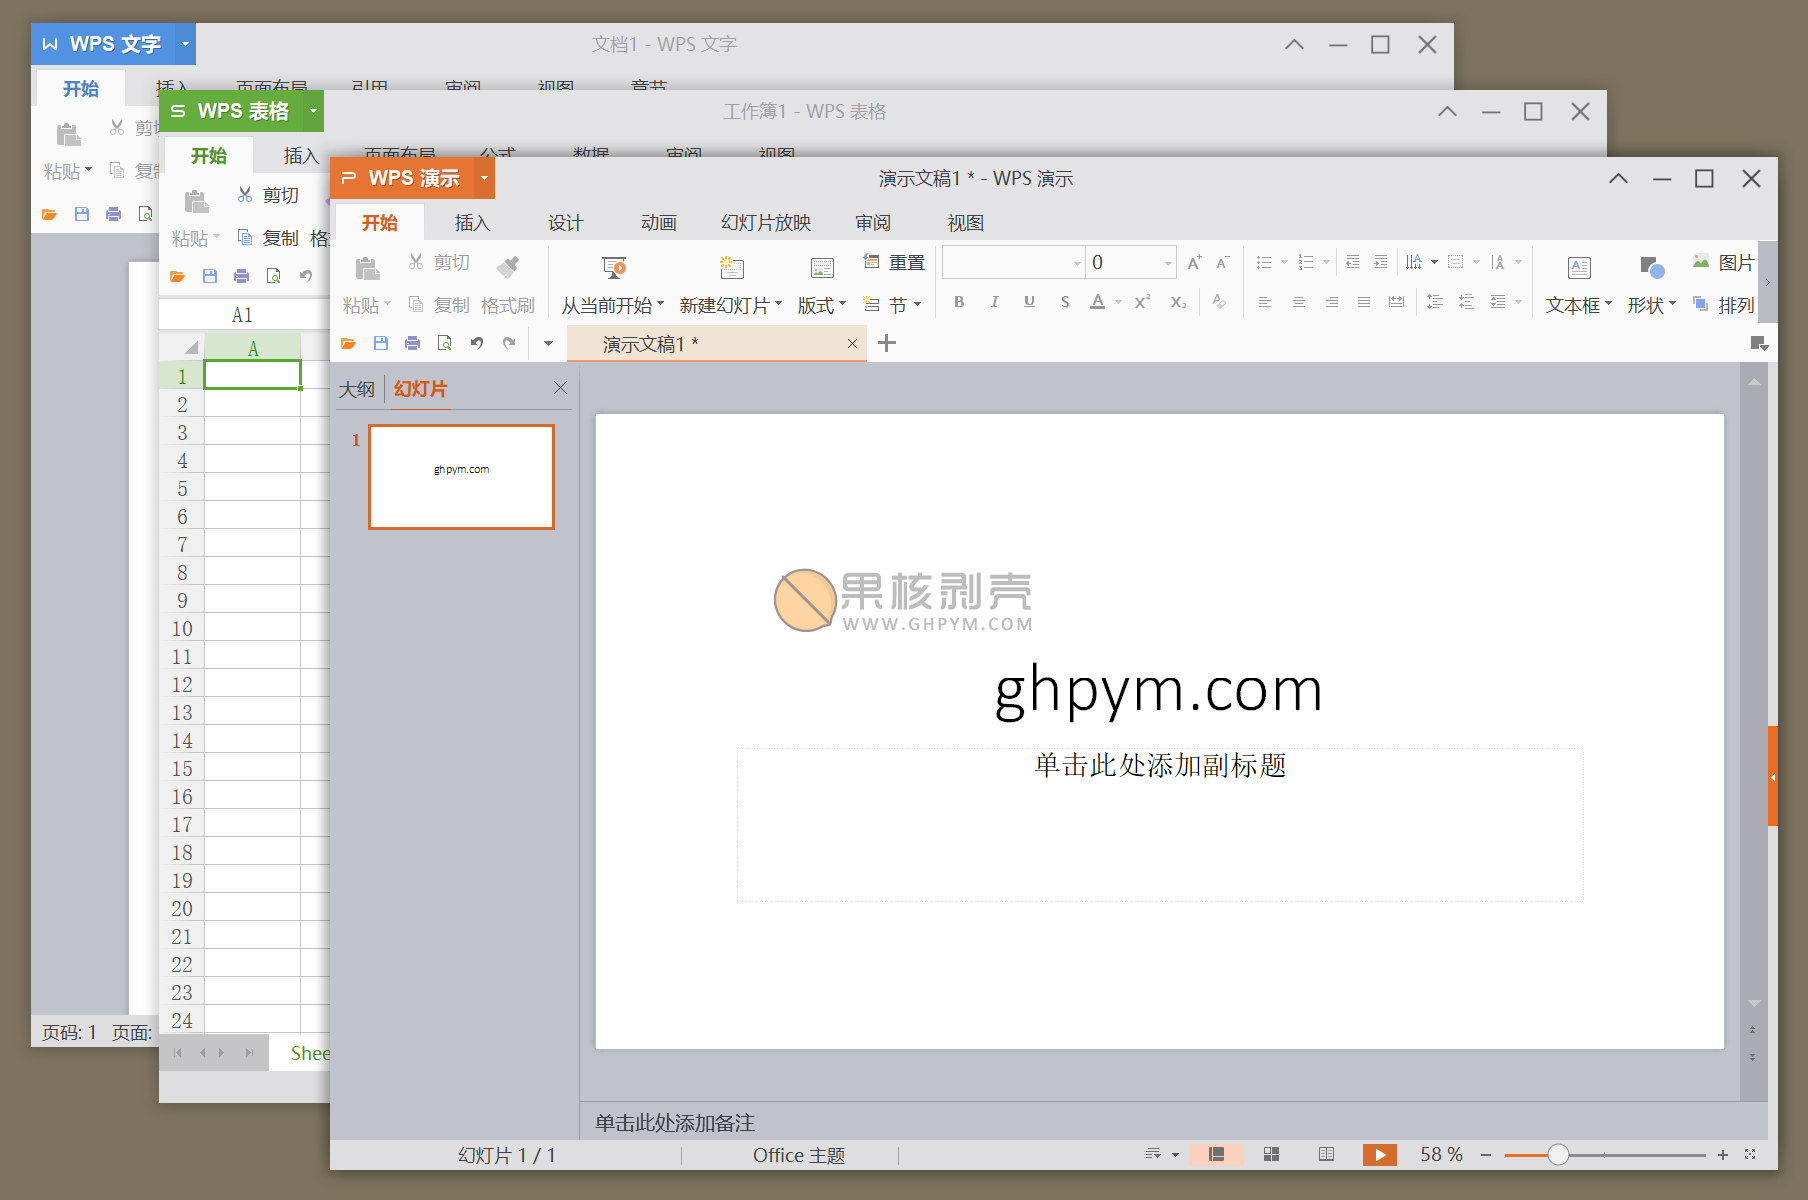 WPS 文字
文档1 - WPS 文字
开始 插入 页面布局 引用 审阅 视图 章节
粘贴
页码: 1 页面:
WPS 表格
工作簿1 - WPS 表格
开始 插入 页面布局 公式 数据 审阅 视图
剪切
粘贴 复制
A1
A
1
2
3
4
5
6
7
8
9
10
11
12
13
14
15
16
17
18
19
20
21
22
23
24
Shee
WPS 演示
演示文稿1 * - WPS 演示
开始 插入 设计 动画 幻灯片放映 审阅 视图
剪切 重置 0 图片
粘贴 复制 格式刷 从当前开始 新建幻灯片 版式 节 文本框 形状 排列
演示文稿1 *
大纲 幻灯片
1
ghpym.com
果核剥壳
WWW.GHPYM.COM
ghpym.com
单击此处添加副标题
单击此处添加备注
幻灯片 1 / 1 Office 主题 58 %